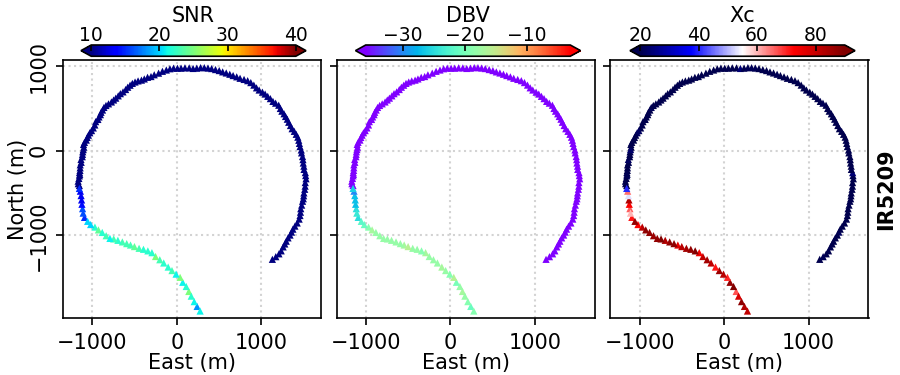 SNR DBV Xc
10 20 30 40 −30 −20 −10 20 40 60 80
1000
0
−1000
North (m)
IR5209
−1000 0 1000 −1000 0 1000 −1000 0 1000
East (m) East (m) East (m)